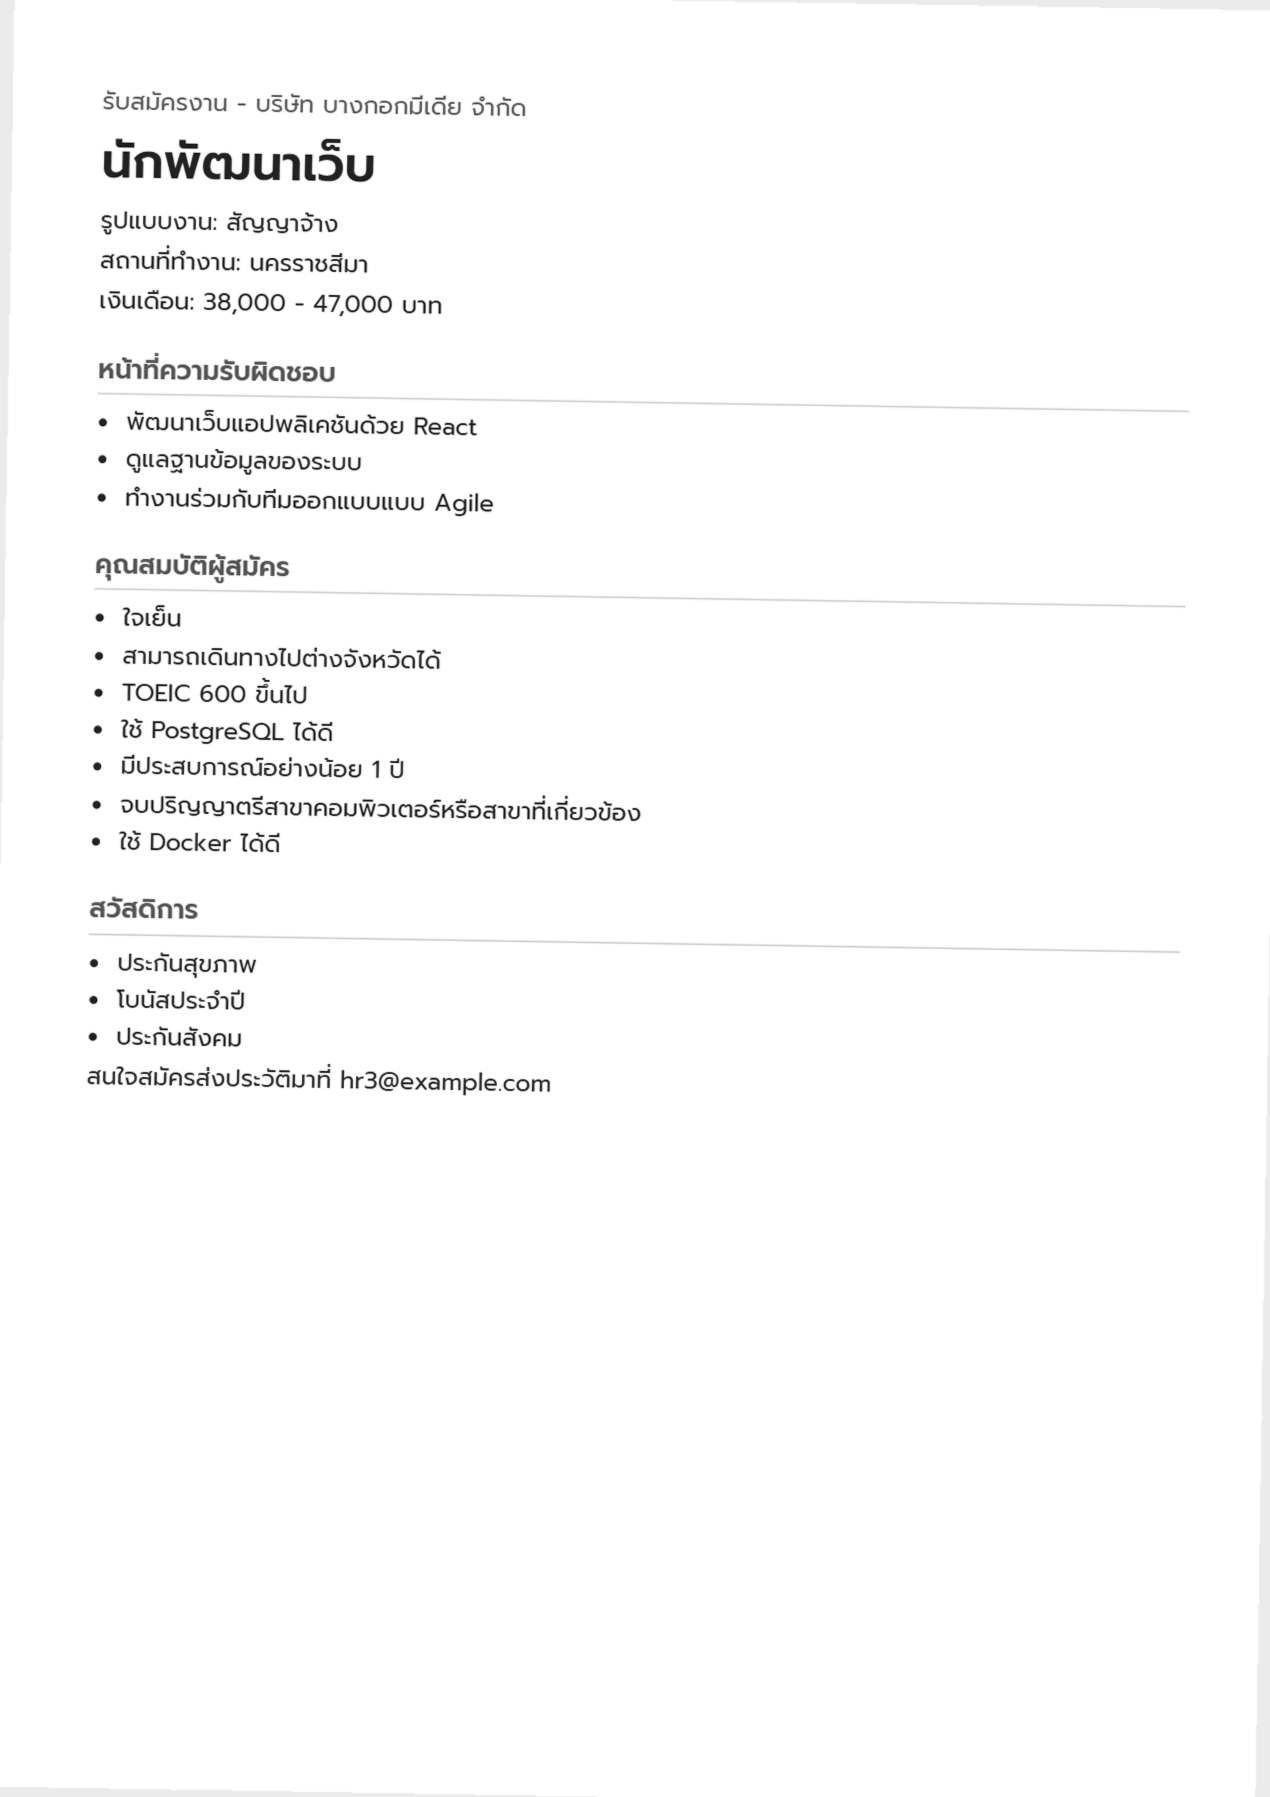 รับสมัครงาน - บริษัท บางกอกมีเดีย จำกัด
นักพัฒนาเว็บ
รูปแบบงาน: สัญญาจ้าง
สถานที่ทำงาน: นครราชสีมา
เงินเดือน: 38,000 - 47,000 บาท
หน้าที่ความรับผิดชอบ
• พัฒนาเว็บแอปพลิเคชันด้วย React
• ดูแลฐานข้อมูลของระบบ
• ทำงานร่วมกับทีมออกแบบแบบ Agile
คุณสมบัติผู้สมัคร
• ใจเย็น
• สามารถเดินทางไปต่างจังหวัดได้
• TOEIC 600 ขึ้นไป
• ใช้ PostgreSQL ได้ดี
• มีประสบการณ์อย่างน้อย 1 ปี
• จบปริญญาตรีสาขาคอมพิวเตอร์หรือสาขาที่เกี่ยวข้อง
• ใช้ Docker ได้ดี
สวัสดิการ
• ประกันสุขภาพ
• โบนัสประจำปี
• ประกันสังคม
สนใจสมัครส่งประวัติมาที่ hr3@example.com